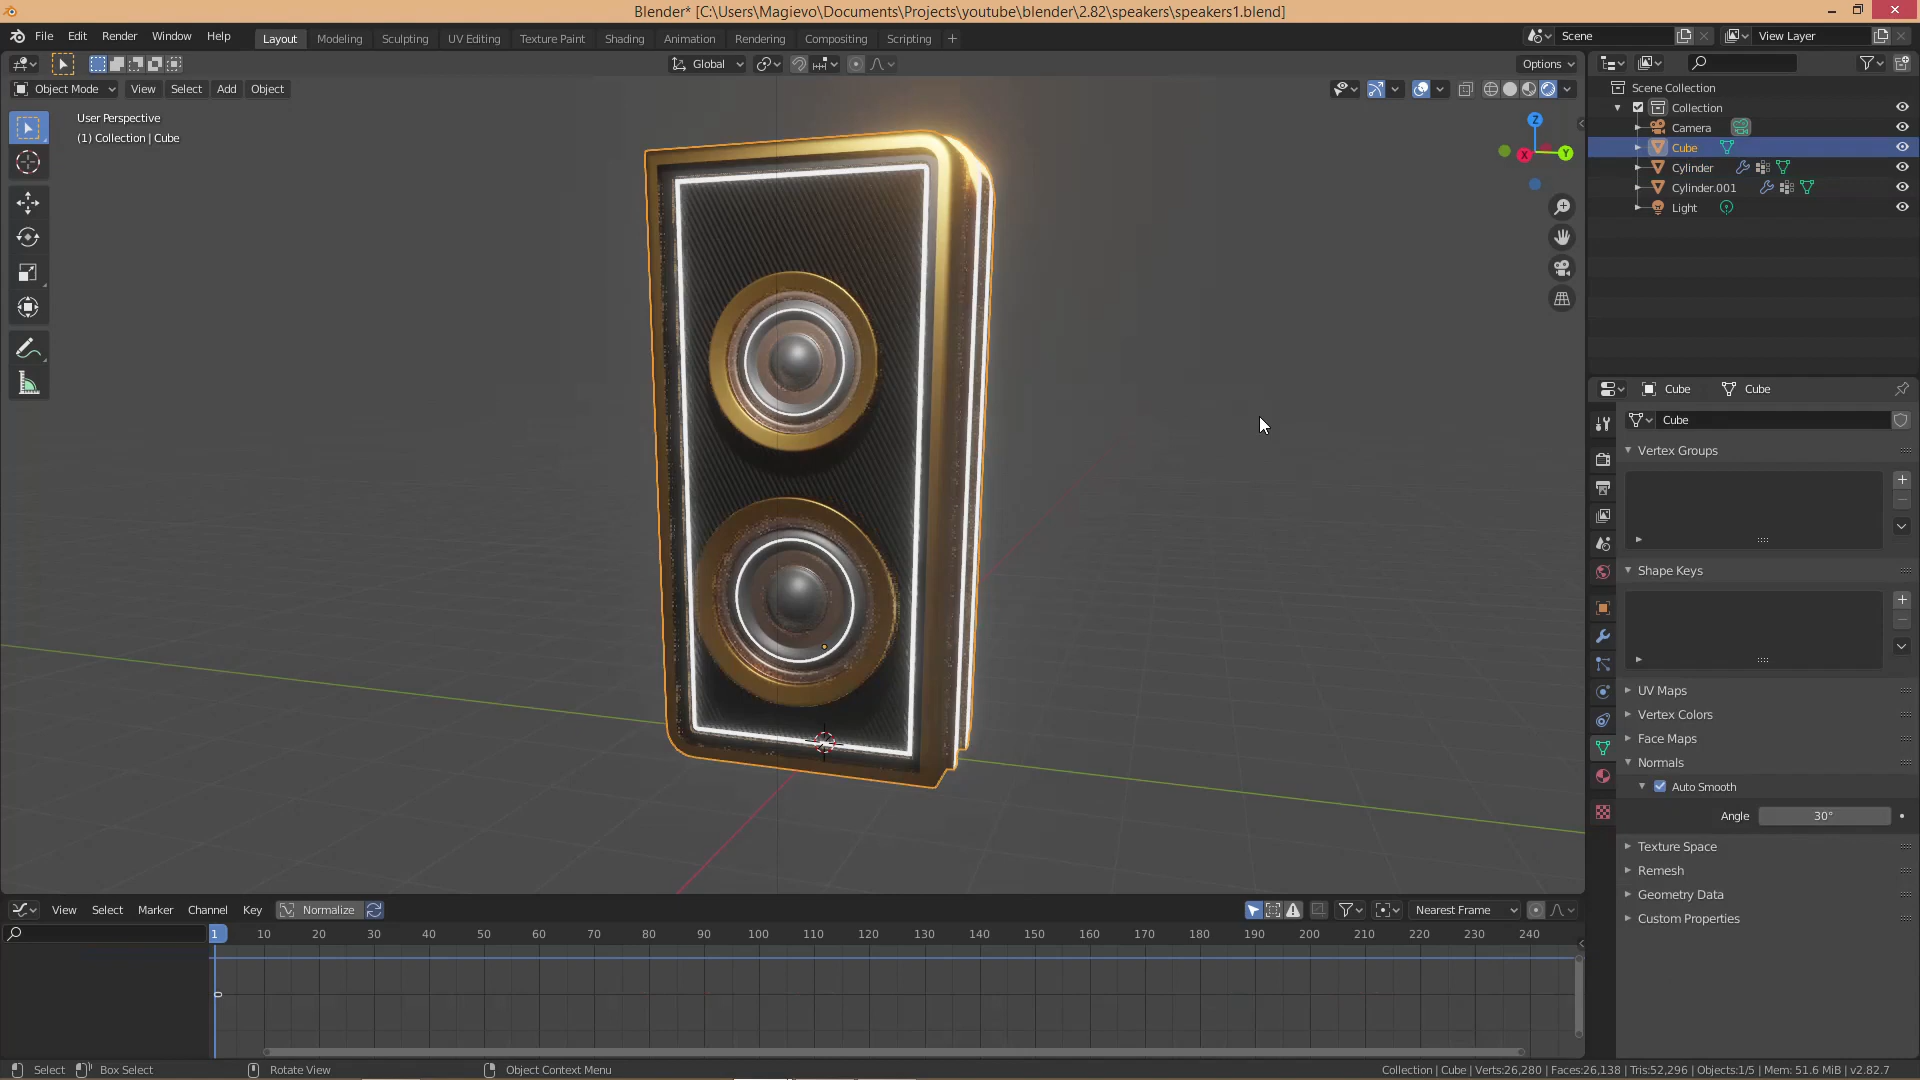 Blender* [C:\Users\Magievo\Documents\Projects\youtube\blender\2.82\speakers\speakers1.blend]
File Edit Render Window Help
Layout Modeling Sculpting UV Editing Texture Paint Shading Animation Rendering Compositing Scripting +
Scene
View Layer
Global
Options
Object Mode View Select Add Object
User Perspective
(1) Collection | Cube
Z
X
Y
Scene Collection
Collection
Camera
Cube
Cylinder
Cylinder.001
Light
Cube Cube
Cube
Vertex Groups
Shape Keys
UV Maps
Vertex Colors
Face Maps
Normals
Auto Smooth
Angle 30°
Texture Space
Remesh
Geometry Data
Custom Properties
View Select Marker Channel Key Normalize
Nearest Frame
1 10 20 30 40 50 60 70 80 90 100 110 120 130 140 150 160 170 180 190 200 210 220 230 240
Select Box Select Rotate View Object Context Menu
Collection | Cube | Verts:26,280 | Faces:26,138 | Tris:52,296 | Objects:1/5 | Mem: 51.6 MiB | v2.82.7